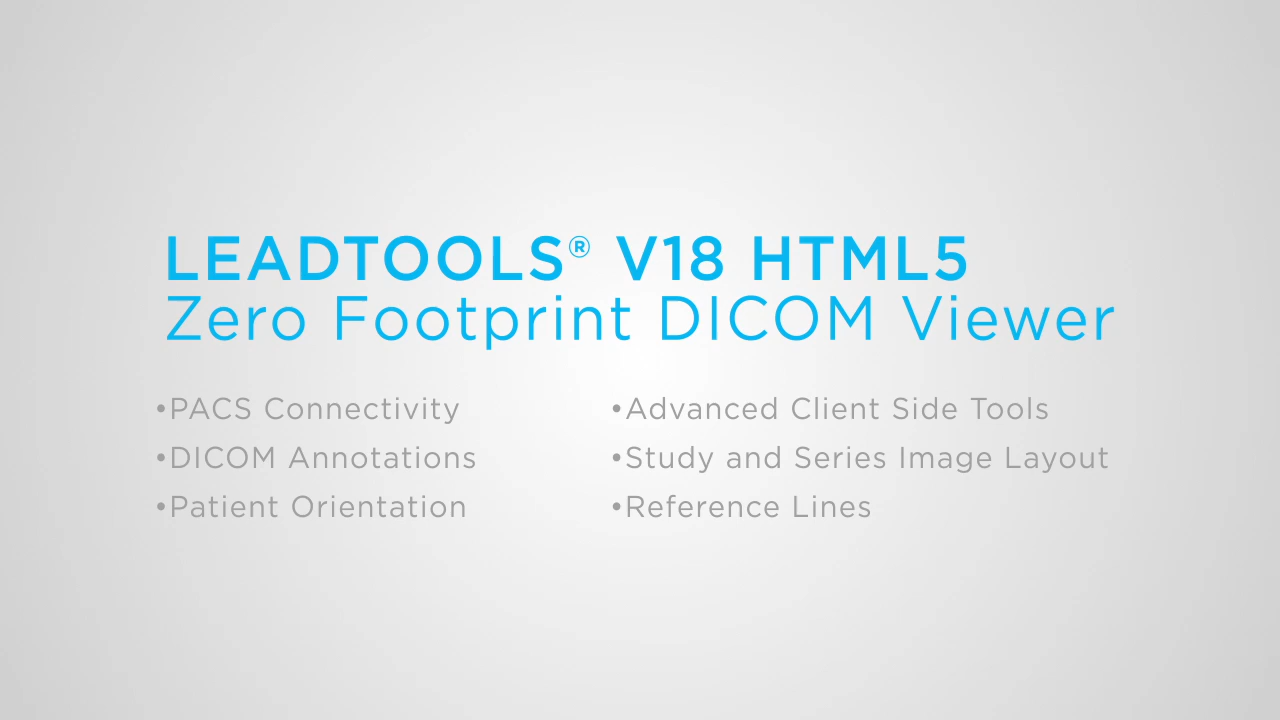 LEADTOOLS® V18 HTML5
Zero Footprint DICOM Viewer
•PACS Connectivity
•DICOM Annotations
•Patient Orientation
•Advanced Client Side Tools
•Study and Series Image Layout
•Reference Lines